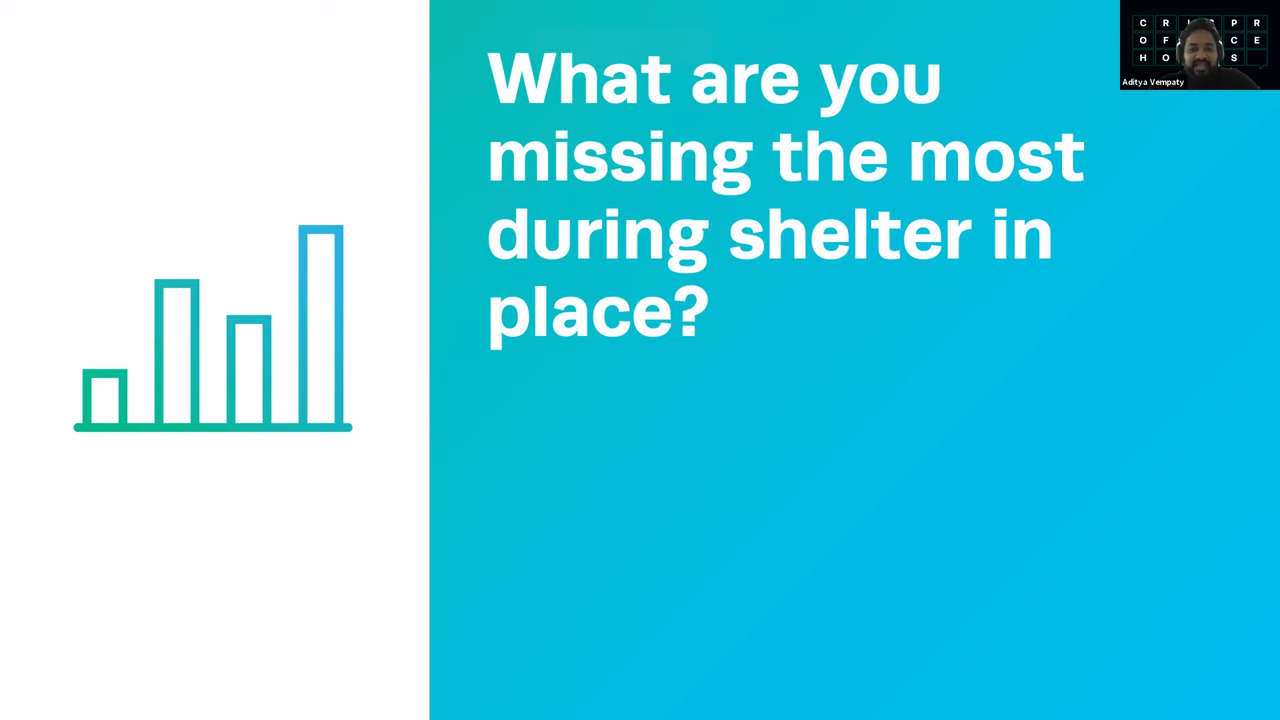 What are you
missing the most
during shelter in
place?
C R I S P R
O F C E
H O S
Aditya Vempaty